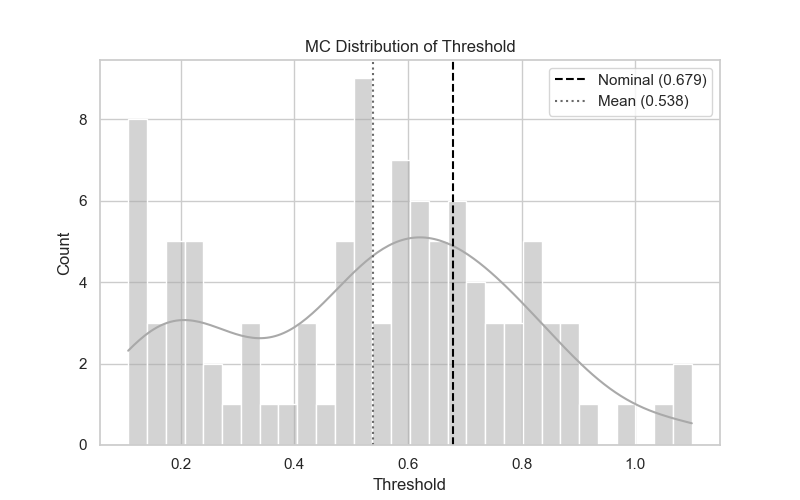 MC Distribution of Threshold
Nominal (0.679)
Mean (0.538)
Count
8
6
4
2
0
0.2 0.4 0.6 0.8 1.0
Threshold